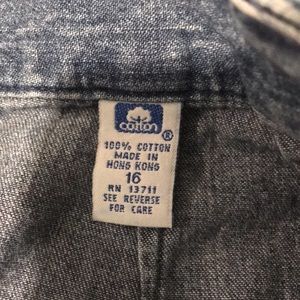 cotton
®
100% COTTON
MADE IN
HONG KONG
16
RN 13711
SEE REVERSE
FOR CARE